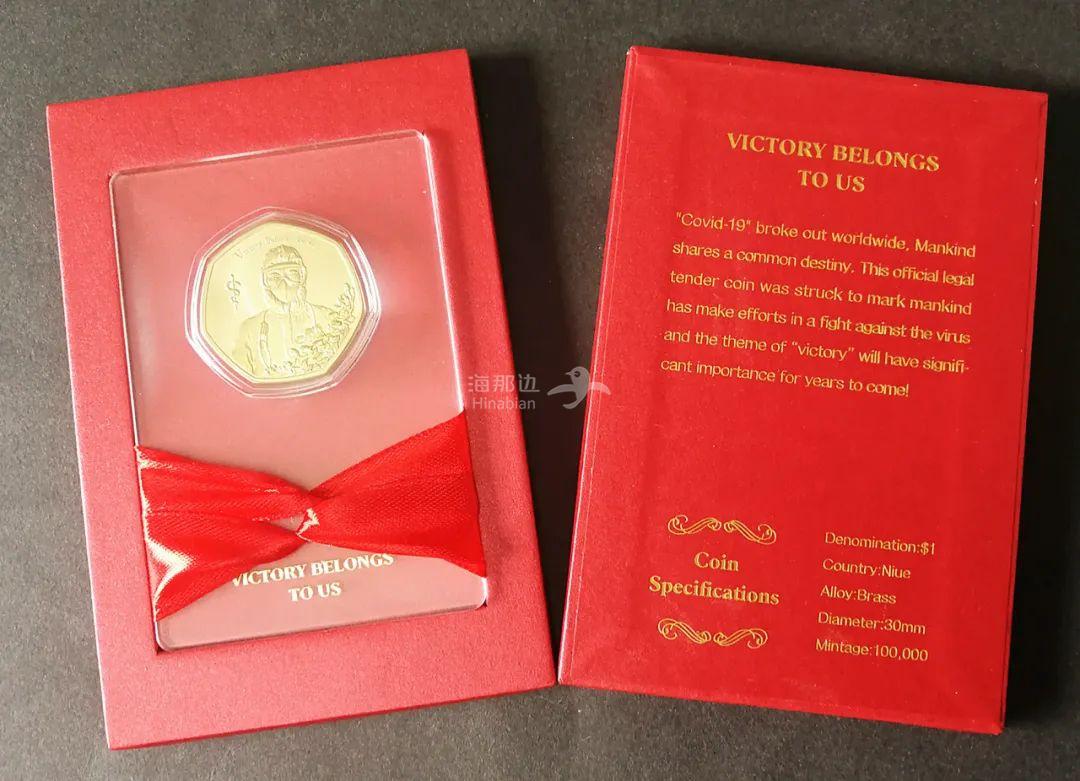 Victory
VICTORY BELONGS
TO US
海那边
Hinabian
VICTORY BELONGS
TO US
"Covid-19" broke out worldwide, Mankind
shares a common destiny. This official legal
tender coin was struck to mark mankind
has make efforts in a fight against the virus
and the theme of “victory” will have signifi-
cant importance for years to come!
Coin
Specifications
Denomination:$1
Country:Niue
Alloy:Brass
Diameter:30mm
Mintage:100,000